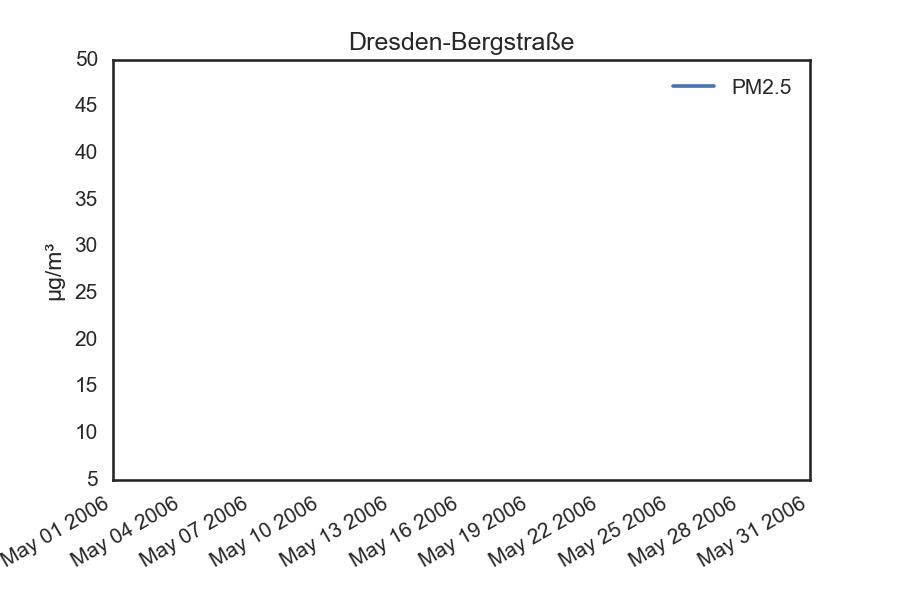 Dresden-Bergstraße
PM2.5
µg/m³
50
45
40
35
30
25
20
15
10
5
May 01 2006
May 04 2006
May 07 2006
May 10 2006
May 13 2006
May 16 2006
May 19 2006
May 22 2006
May 25 2006
May 28 2006
May 31 2006